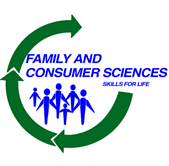 FAMILY AND
CONSUMER SCIENCES
SKILLS FOR LIFE